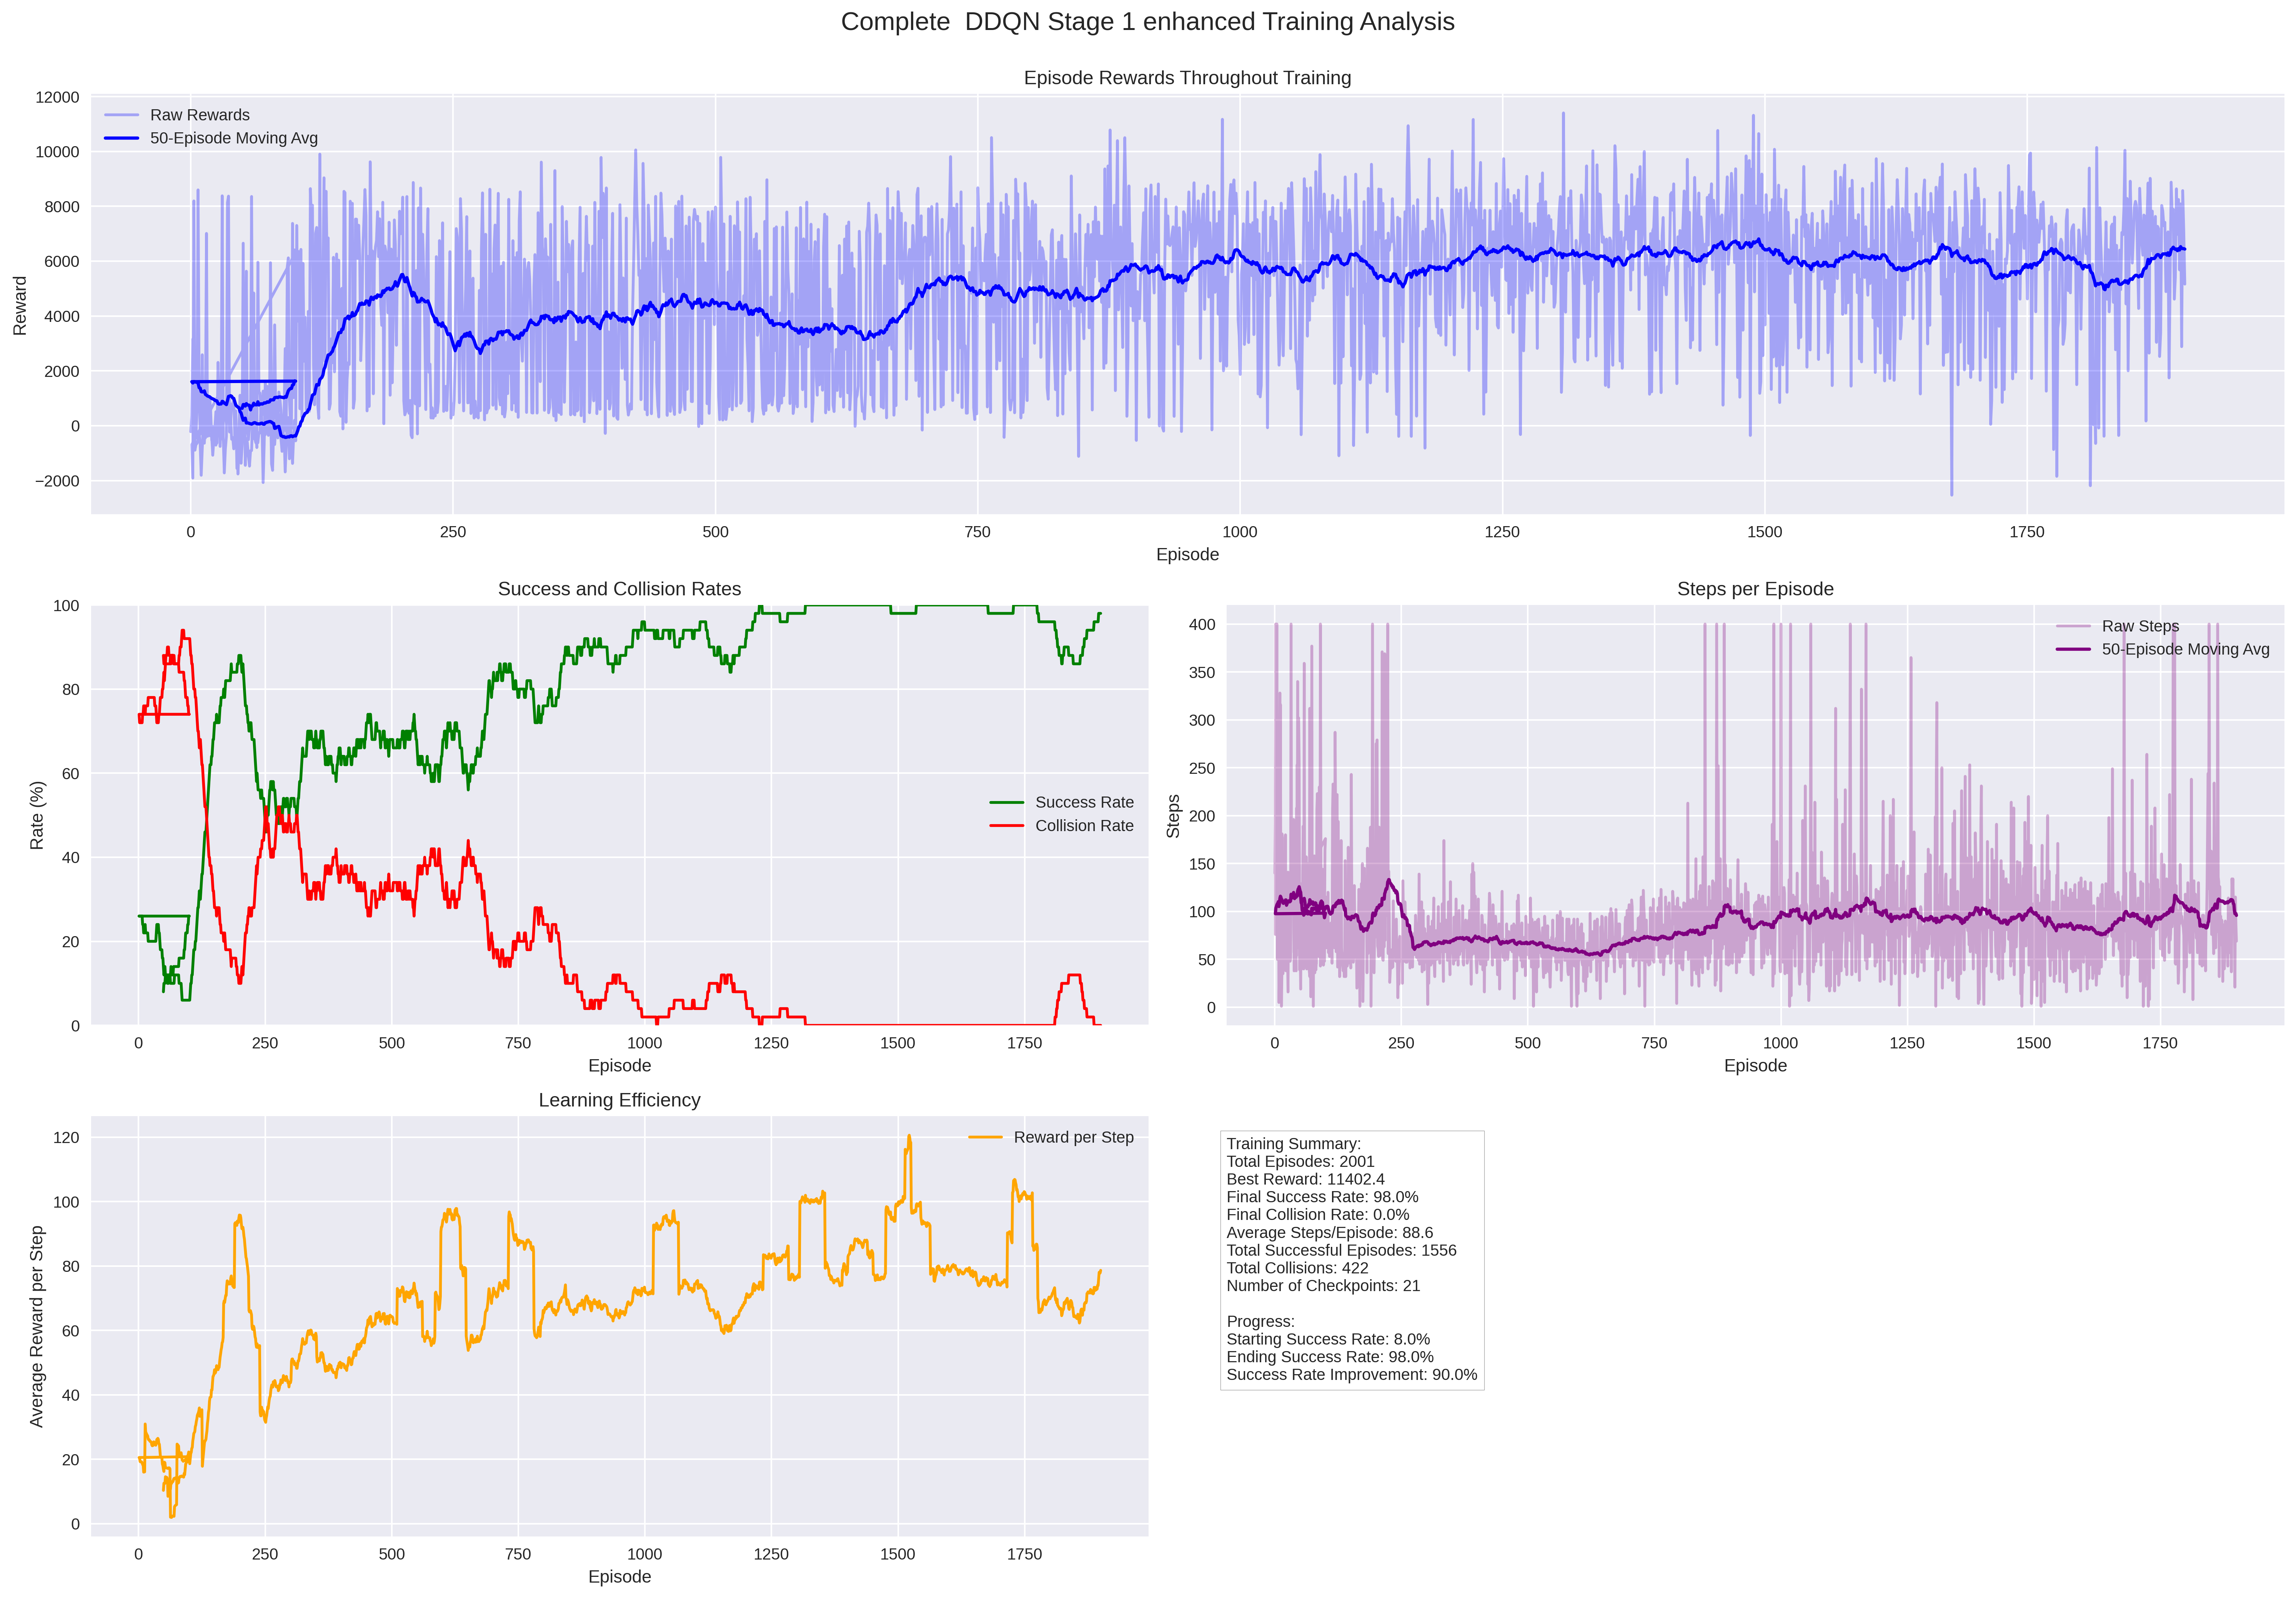 Complete  DDQN Stage 1 enhanced Training Analysis
Episode Rewards Throughout Training
Raw Rewards
50-Episode Moving Avg
Reward
12000
10000
8000
6000
4000
2000
0
−2000
0 250 500 750 1000 1250 1500 1750
Episode
Success and Collision Rates
Rate (%)
100
80
60
40
20
0
Success Rate
Collision Rate
0 250 500 750 1000 1250 1500 1750
Episode
Steps per Episode
Raw Steps
50-Episode Moving Avg
Steps
400
350
300
250
200
150
100
50
0
0 250 500 750 1000 1250 1500 1750
Episode
Learning Efficiency
Reward per Step
Average Reward per Step
120
100
80
60
40
20
0
0 250 500 750 1000 1250 1500 1750
Episode
Training Summary:
Total Episodes: 2001
Best Reward: 11402.4
Final Success Rate: 98.0%
Final Collision Rate: 0.0%
Average Steps/Episode: 88.6
Total Successful Episodes: 1556
Total Collisions: 422
Number of Checkpoints: 21
Progress:
Starting Success Rate: 8.0%
Ending Success Rate: 98.0%
Success Rate Improvement: 90.0%